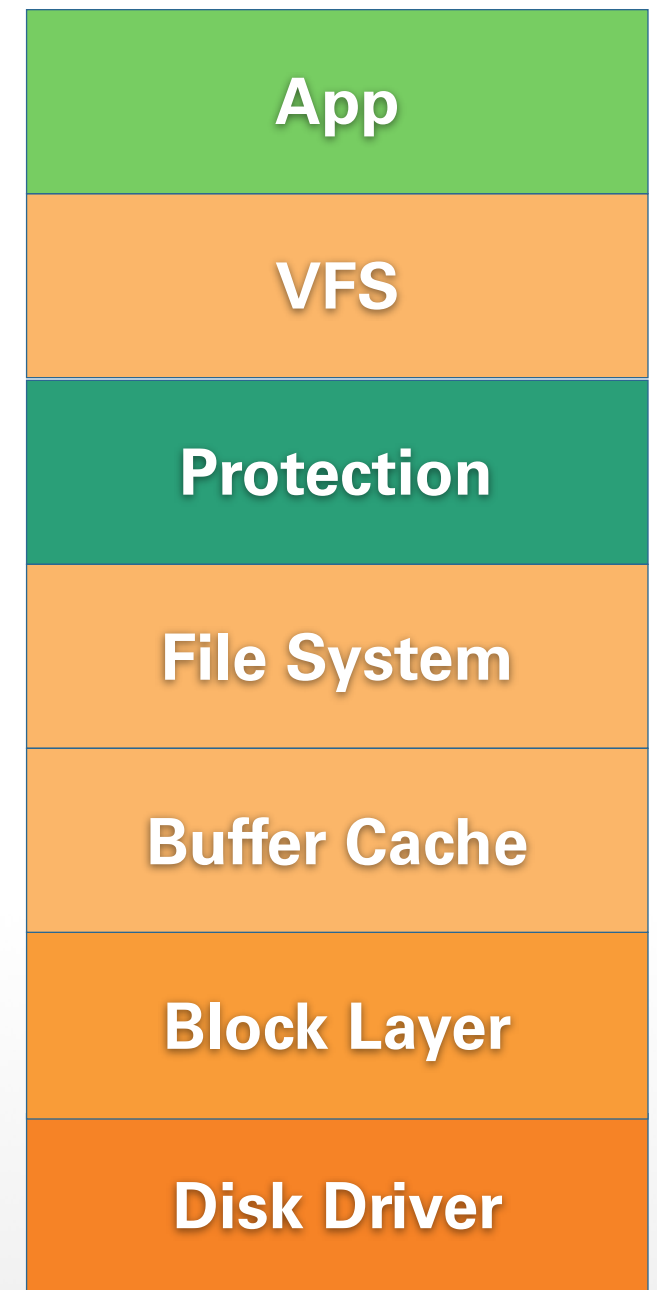 App
VFS
Protection
File System
Buffer Cache
Block Layer
Disk Driver